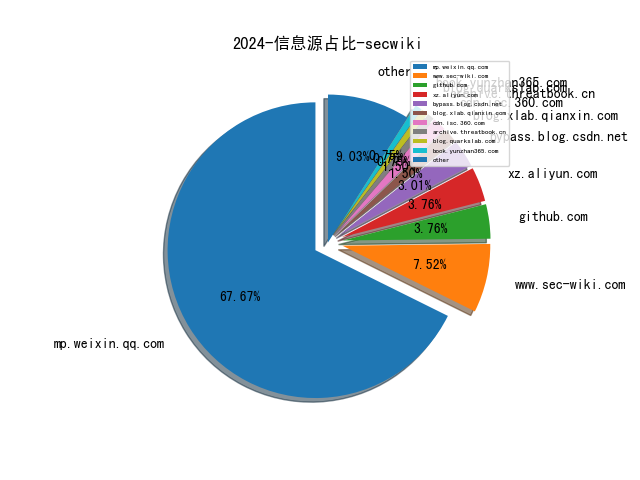 2024-信息源占比-secwiki
other
mp.weixin.qq.com
www.sec-wiki.com
github.com
xz.aliyun.com
bypass.blog.csdn.net
blog.xlab.qianxin.com
cdn.isc.360.com
archive.threatbook.cn
blog.quarkslab.com
book.yunzhan365.com
other
book.yunzhan365.com
blog.quarkslab.com
archive.threatbook.cn
cdn.isc.360.com
blog.xlab.qianxin.com
bypass.blog.csdn.net
xz.aliyun.com
github.com
www.sec-wiki.com
mp.weixin.qq.com
9.03%
0.75%
1.50%
3.01%
3.76%
3.76%
7.52%
67.67%